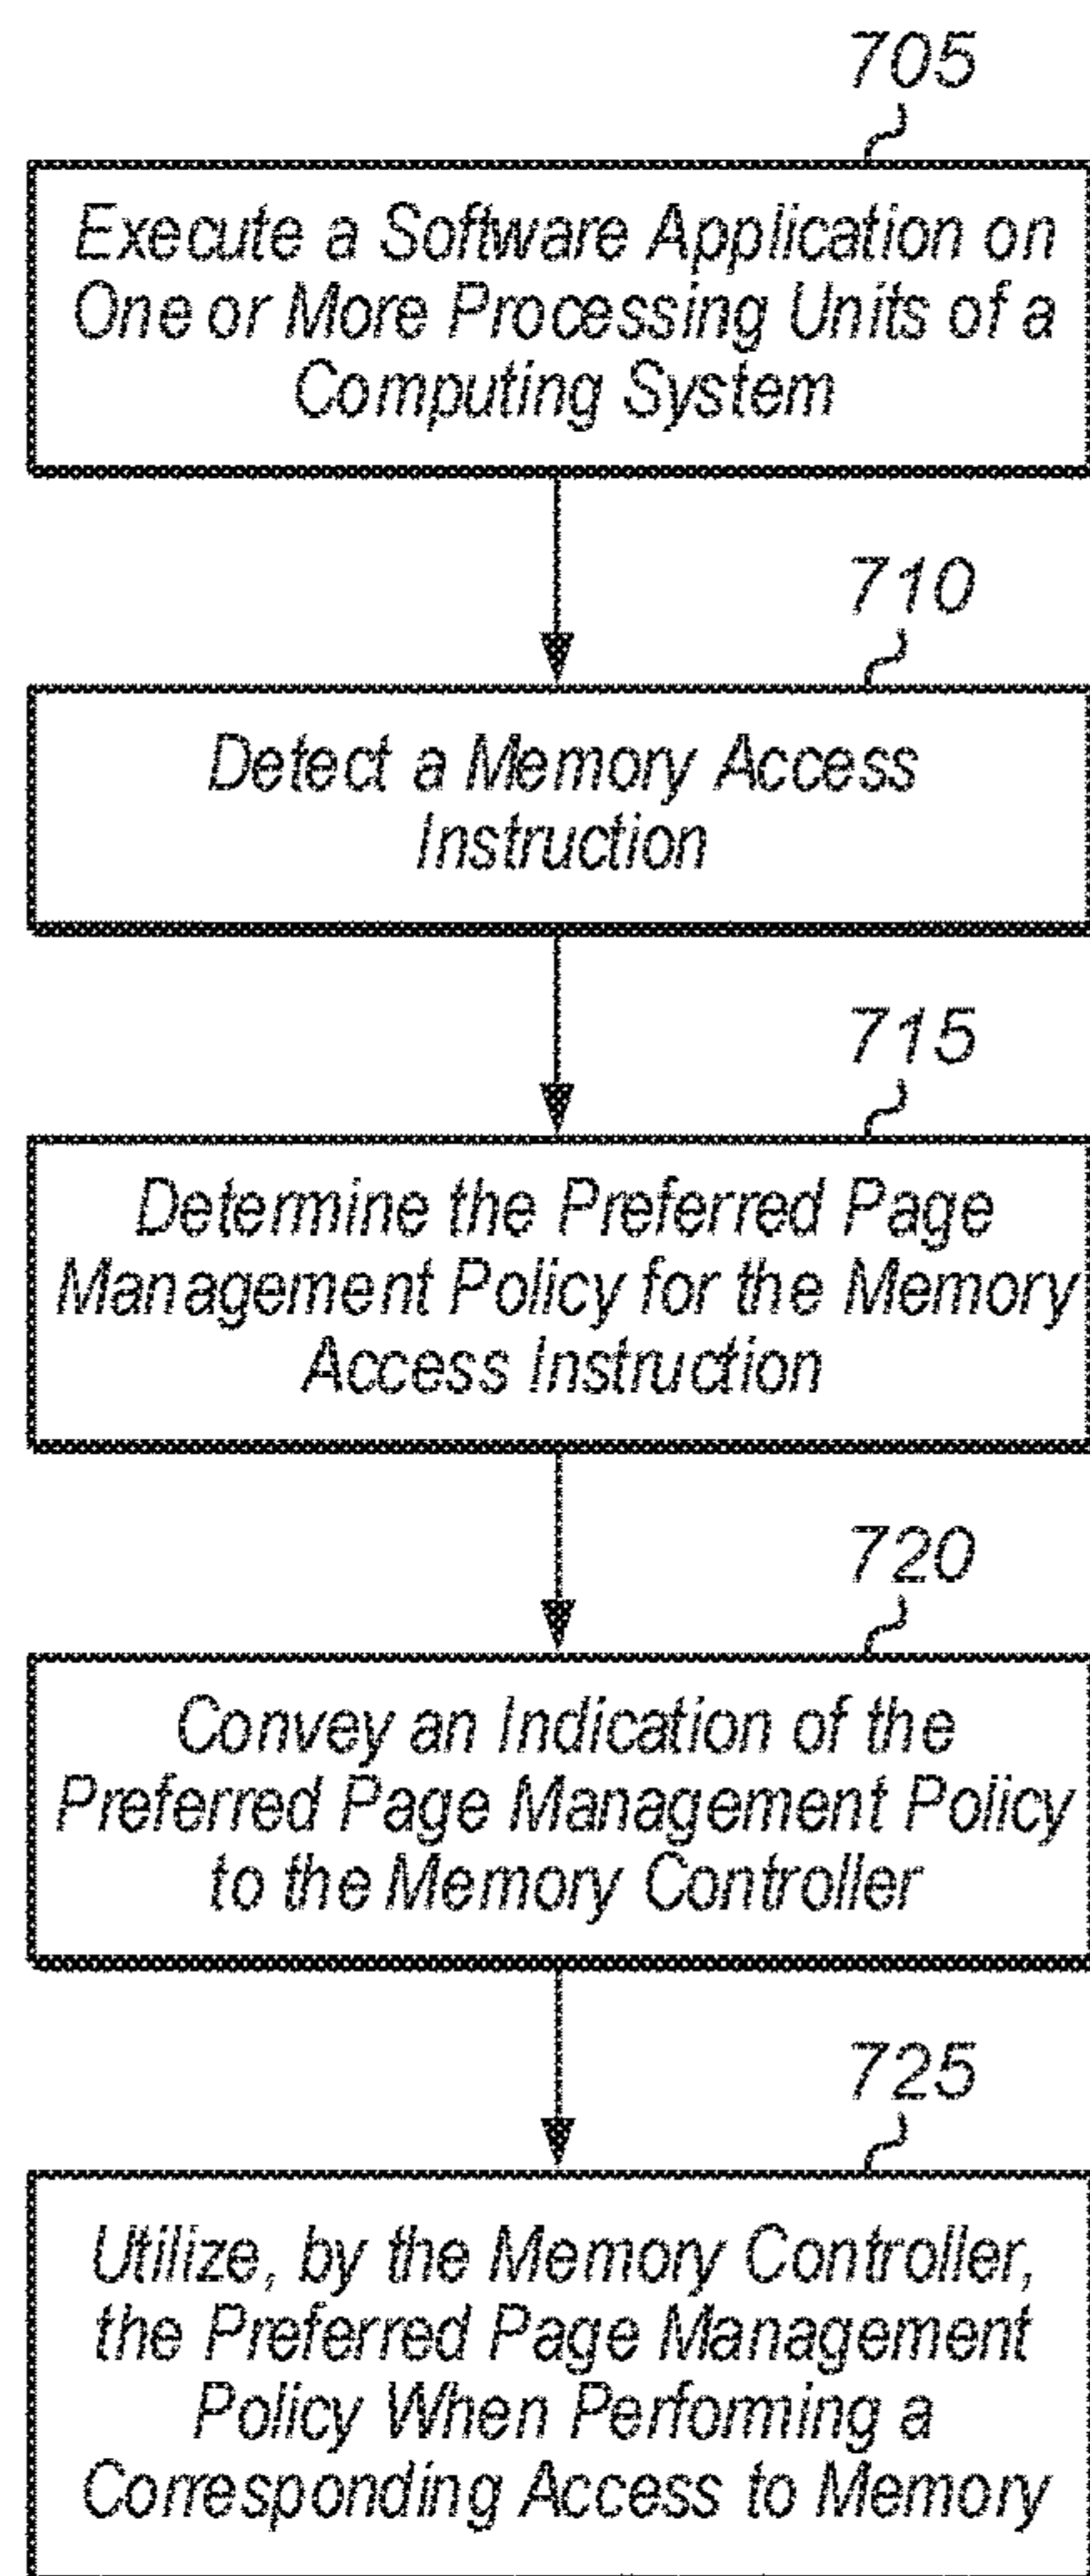 705
Execute a Software Application on
One or More Processing Units of a
Computing System
710
Detect a Memory Access
Instruction
715
Determine the Preferred Page
Management Policy for the Memory
Access Instruction
720
Convey an Indication of the
Preferred Page Management Policy
to the Memory Controller
725
Utilize, by the Memory Controller,
the Preferred Page Management
Policy When Performing a
Corresponding Access to Memory